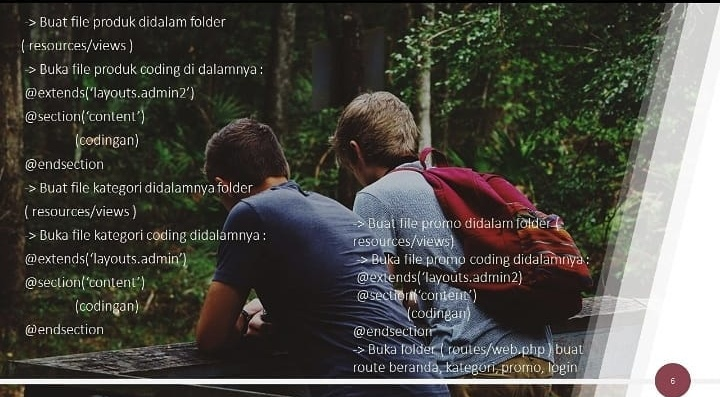 -> Buat file produk didalam folder
( resources/views )
-> Buka file produk coding di dalamnya :
@extends('layouts.admin2')
@section('content')
(codingan)
@endsection
-> Buat file kategori didalamnya folder
( resources/views )
-> Buka file kategori coding didalamnya :
@extends('layouts.admin')
@section('content')
(codingan)
@endsection
-> Buat file promo didalam folder (
resources/views)
-> Buka file promo coding didalamnya :
@extends('layouts.admin2)
@section('content')
(codingan)
@endsection
-> Buka folder ( routes/web.php ) buat
route beranda, kategori, promo, login
6